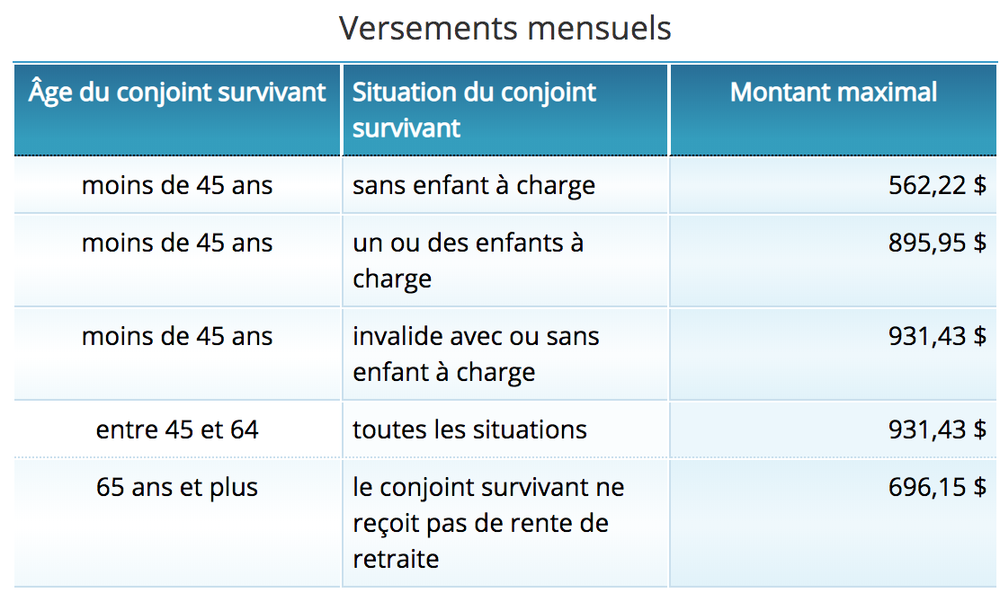 Versements mensuels
Âge du conjoint survivant Situation du conjoint survivant Montant maximal
moins de 45 ans sans enfant à charge 562,22 $
moins de 45 ans un ou des enfants à charge 895,95 $
moins de 45 ans invalide avec ou sans enfant à charge 931,43 $
entre 45 et 64 toutes les situations 931,43 $
65 ans et plus le conjoint survivant ne reçoit pas de rente de retraite 696,15 $